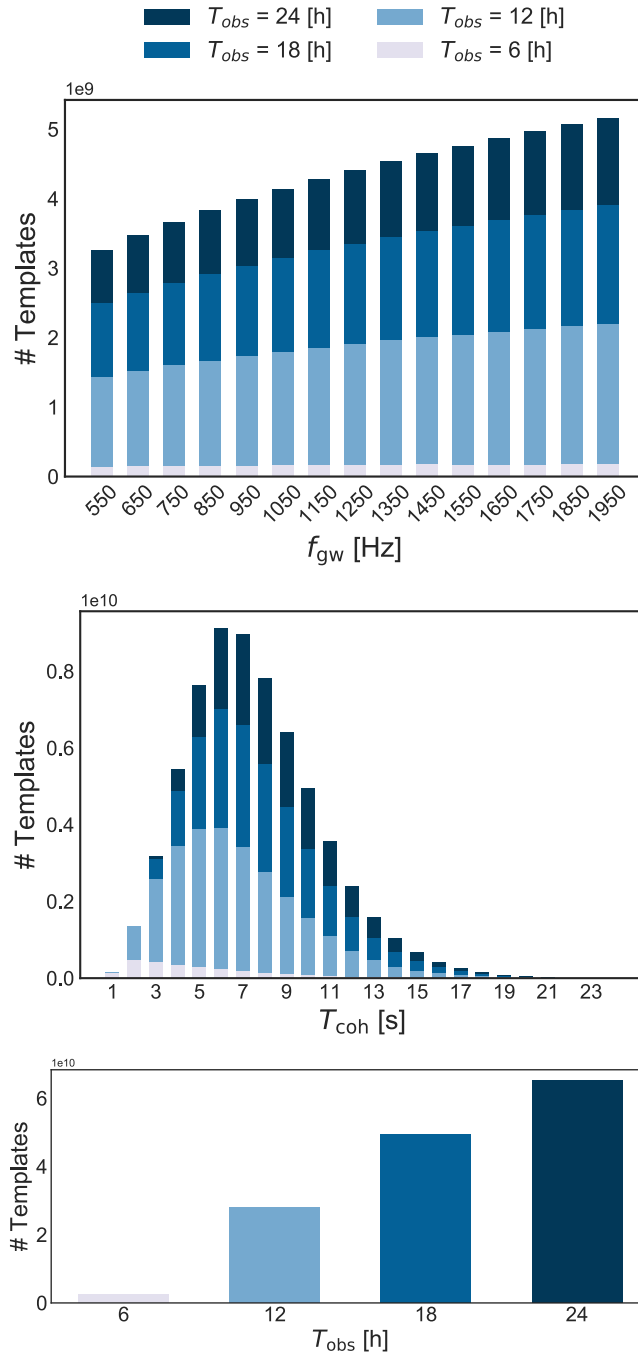 T_obs = 24 [h] T_obs = 12 [h]
T_obs = 18 [h] T_obs = 6 [h]
1e9
5
4
3
2
1
0
# Templates
550 650 750 850 950 1050 1150 1250 1350 1450 1550 1650 1750 1850 1950
f_gw [Hz]
1e10
0.8
0.6
0.4
0.2
0.0
# Templates
1 3 5 7 9 11 13 15 17 19 21 23
T_coh [s]
1e10
6
4
2
0
# Templates
6 12 18 24
T_obs [h]